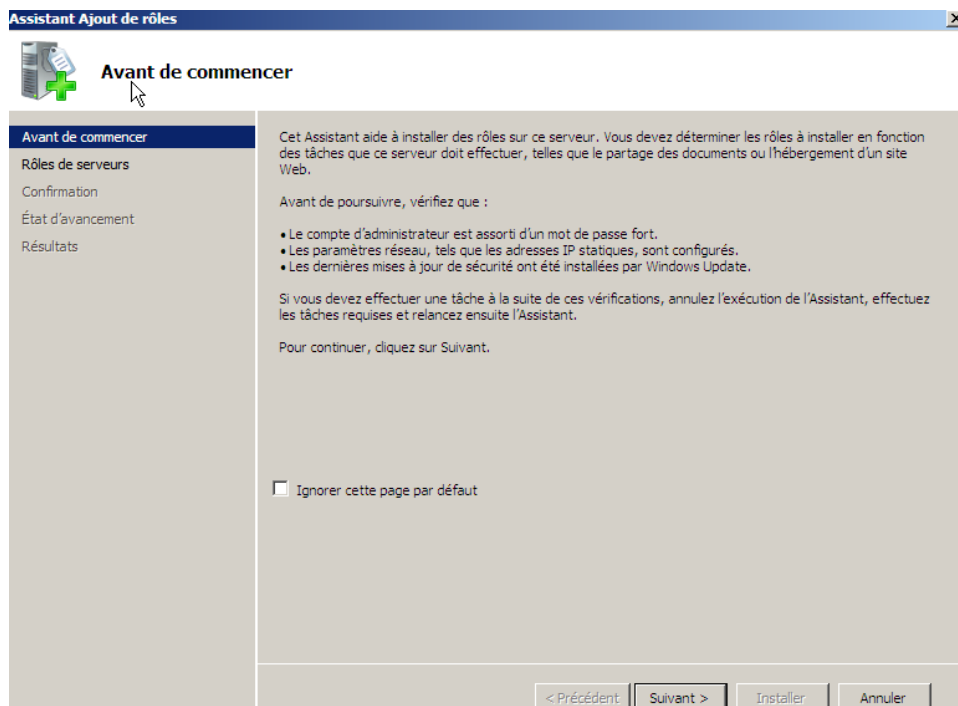 Assistant Ajout de rôles
Avant de commencer
Avant de commencer
Rôles de serveurs
Confirmation
État d'avancement
Résultats
Cet Assistant aide à installer des rôles sur ce serveur. Vous devez déterminer les rôles à installer en fonction
des tâches que ce serveur doit effectuer, telles que le partage des documents ou l'hébergement d'un site
Web.
Avant de poursuivre, vérifiez que :
• Le compte d'administrateur est assorti d'un mot de passe fort.
• Les paramètres réseau, tels que les adresses IP statiques, sont configurés.
• Les dernières mises à jour de sécurité ont été installées par Windows Update.
Si vous devez effectuer une tâche à la suite de ces vérifications, annulez l'exécution de l'Assistant, effectuez
les tâches requises et relancez ensuite l'Assistant.
Pour continuer, cliquez sur Suivant.
Ignorer cette page par défaut
< Précédent Suivant > Installer Annuler